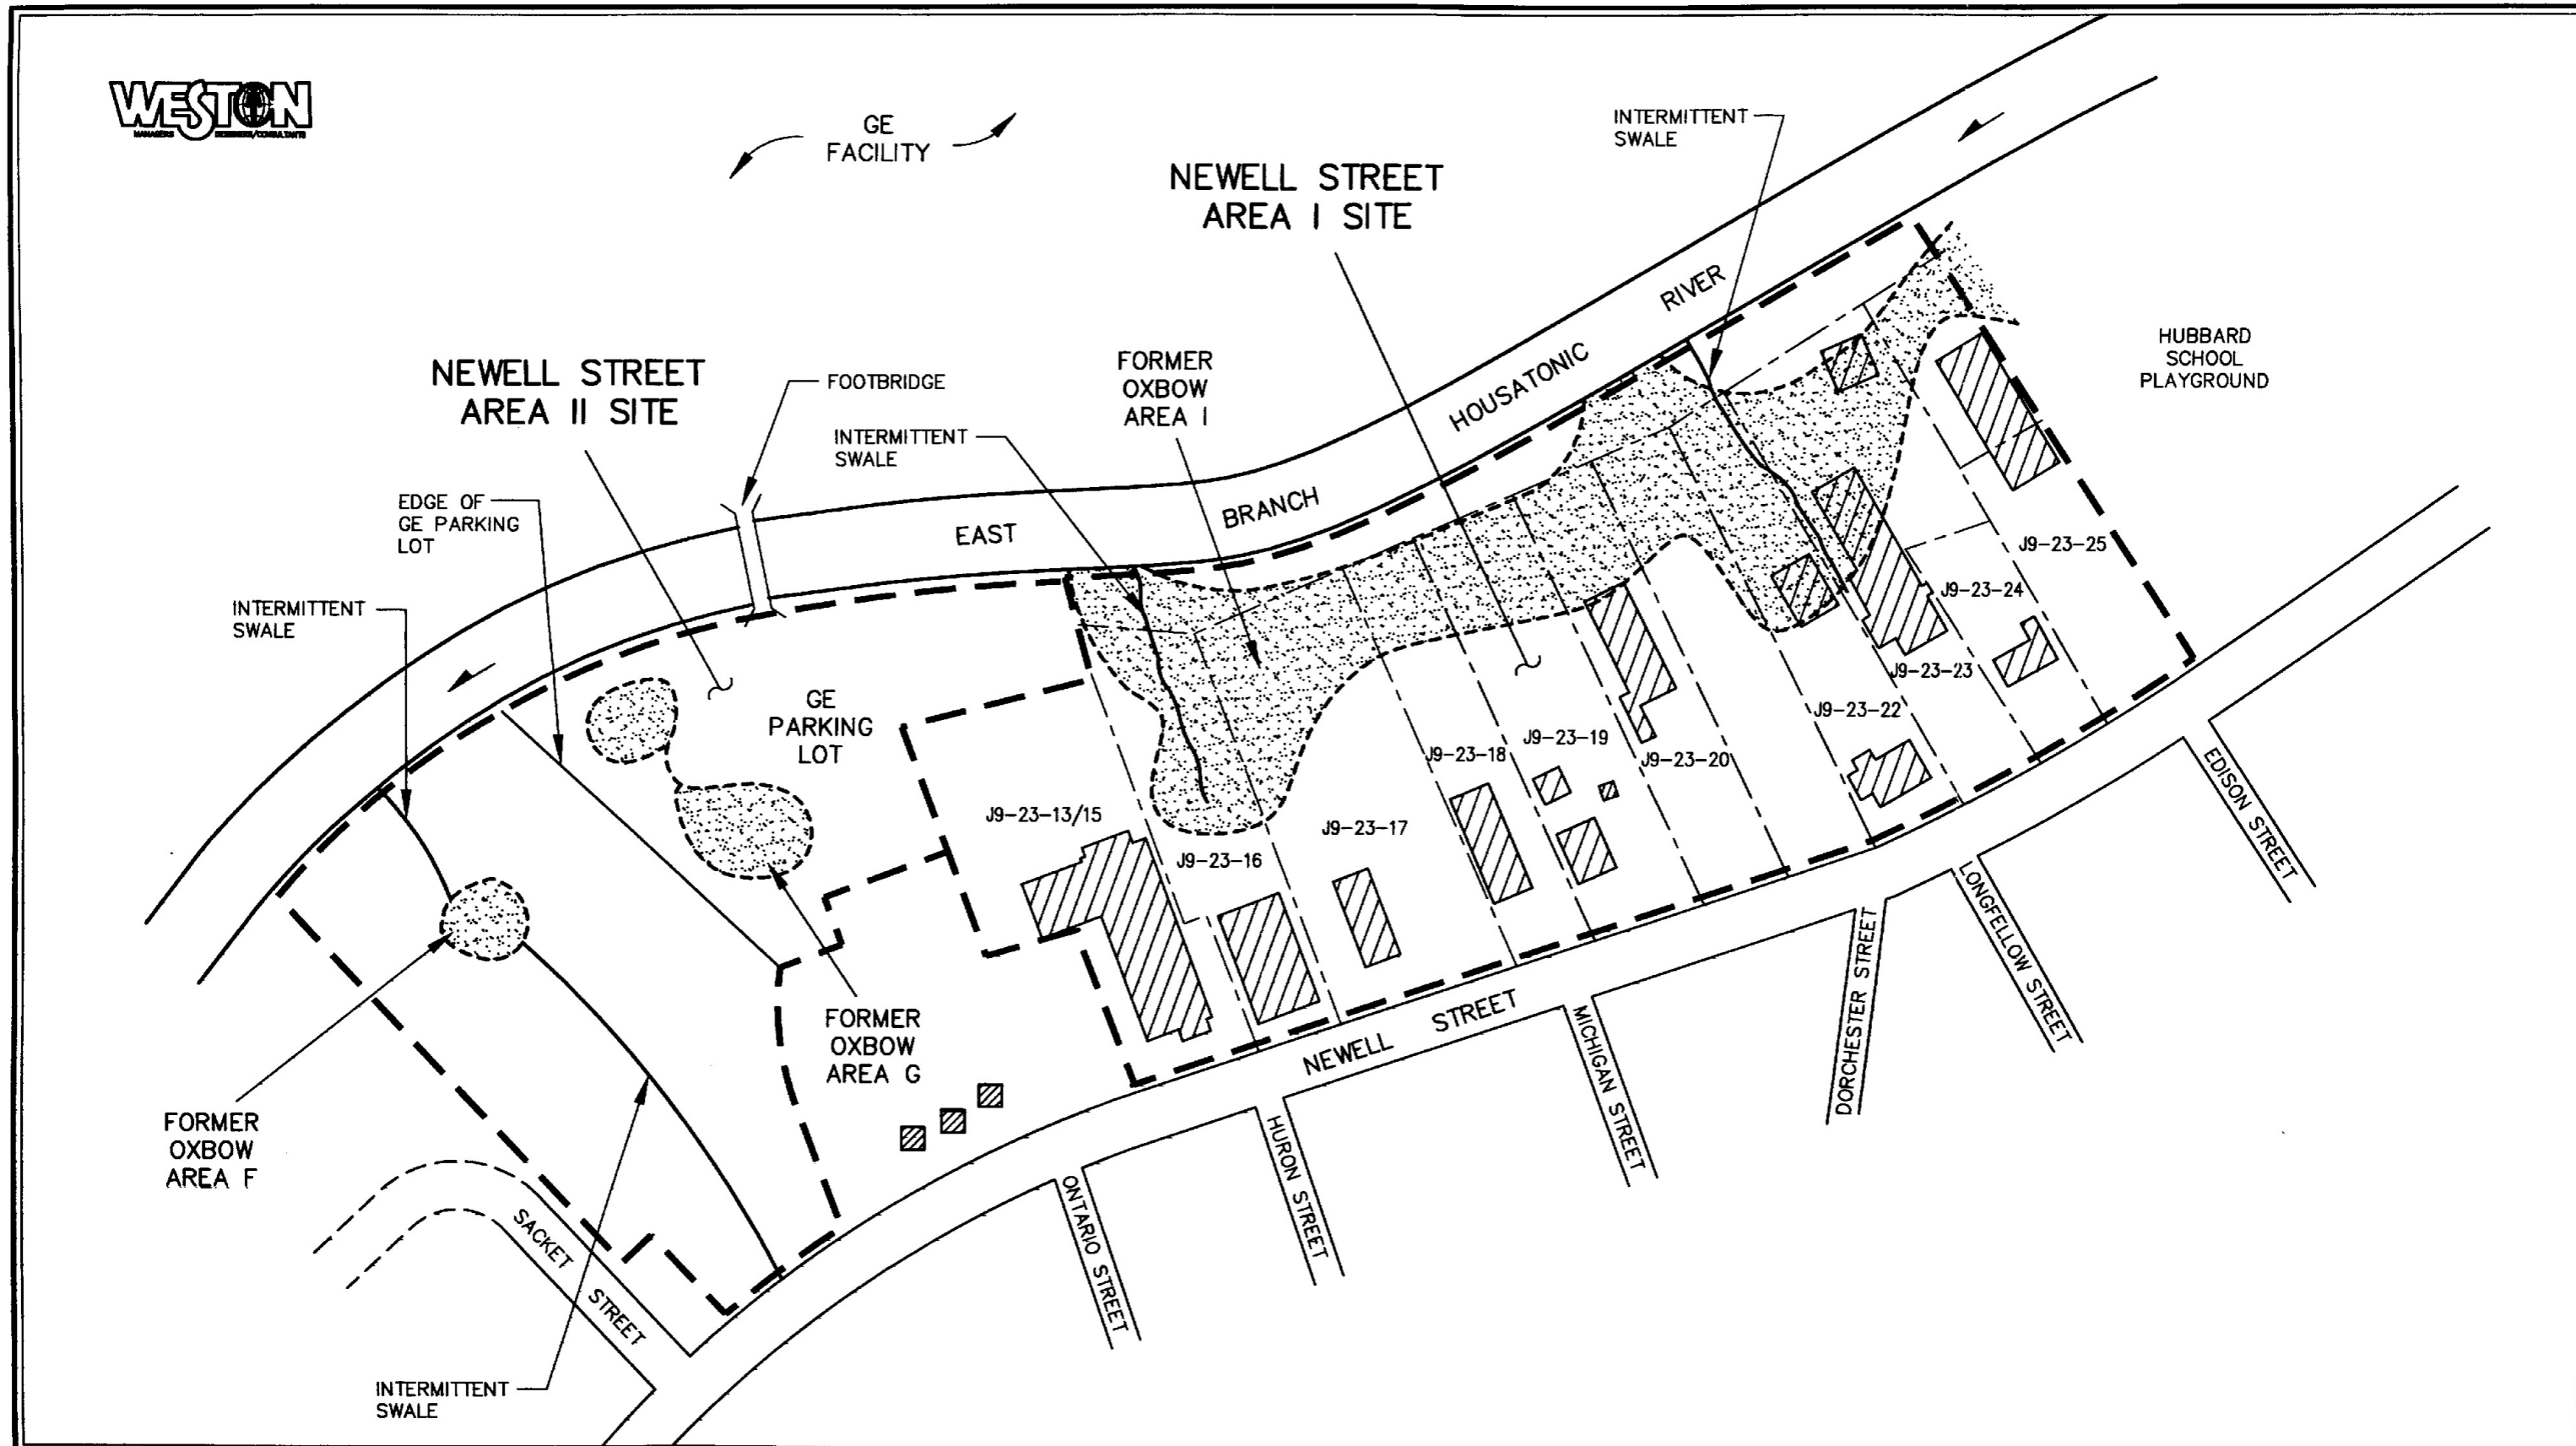 WESTON
MANAGERS DESIGNERS/CONSULTANTS
GE
FACILITY
INTERMITTENT
SWALE
NEWELL STREET
AREA I SITE
HUBBARD
SCHOOL
PLAYGROUND
NEWELL STREET
AREA II SITE
FOOTBRIDGE
FORMER
OXBOW
AREA I
INTERMITTENT
SWALE
EDGE OF
GE PARKING
LOT
EAST BRANCH HOUSATONIC RIVER
INTERMITTENT
SWALE
GE
PARKING
LOT
J9-23-13/15
J9-23-16
J9-23-17
J9-23-18
J9-23-19
J9-23-20
J9-23-22
J9-23-23
J9-23-24
J9-23-25
FORMER
OXBOW
AREA G
FORMER
OXBOW
AREA F
INTERMITTENT
SWALE
SACKET STREET
NEWELL STREET
ONTARIO STREET
HURON STREET
MICHIGAN STREET
DORCHESTER STREET
LONGFELLOW STREET
EDISON STREET